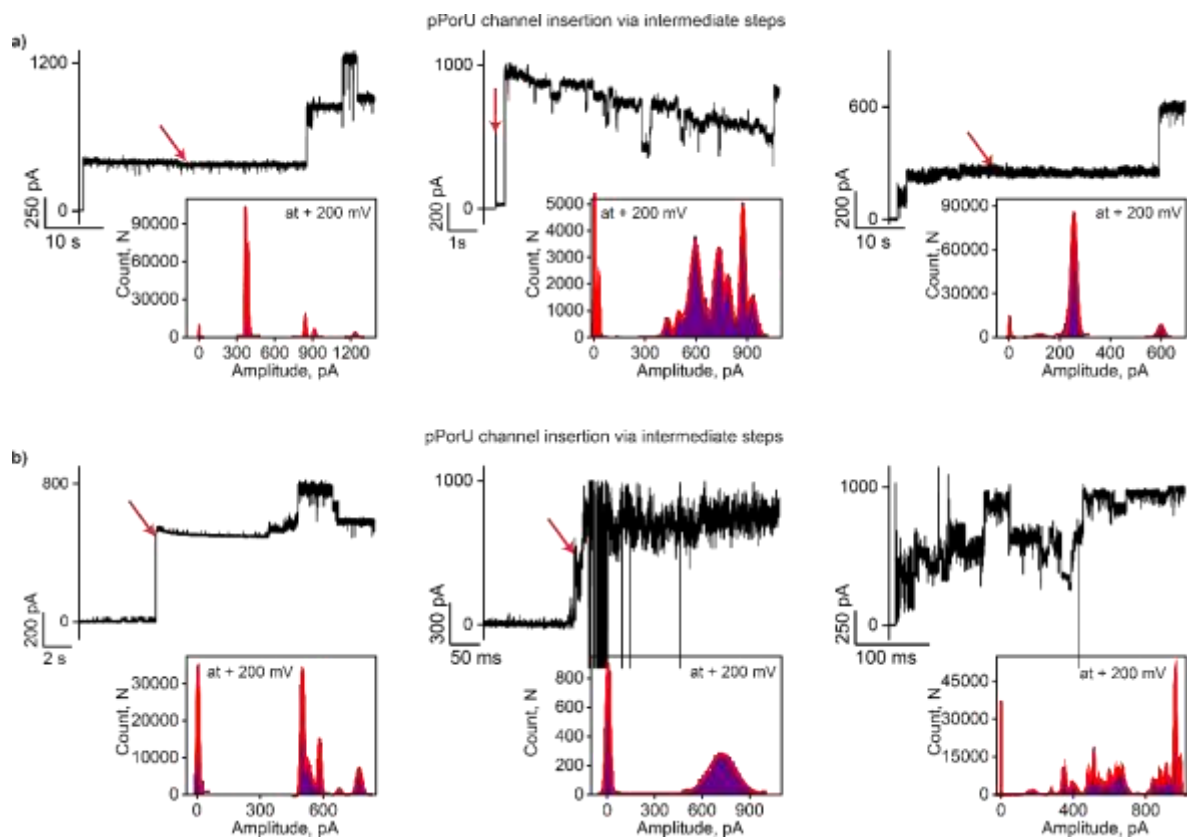 pPorU channel insertion via intermediate steps
a)
1200
0
250 pA
10 s
Count, N
90000
60000
30000
0
at + 200 mV
0 300 600 900 1200
Amplitude, pA
1000
0
200 pA
1s
Count, N
5000
4000
3000
2000
1000
0
at + 200 mV
0 300 600 900
Amplitude, pA
600
0
200 pA
10 s
Count, N
90000
60000
30000
0
at + 200 mV
0 200 400 600
Amplitude, pA
pPorU channel insertion via intermediate steps
b)
800
0
200 pA
2 s
Count, N
30000
20000
10000
0
at + 200 mV
0 300 600
Amplitude, pA
1000
0
300 pA
50 ms
Count, N
800
600
400
200
0
at + 200 mV
0 300 600 900
Amplitude, pA
1000
0
250 pA
100 ms
Count, N
45000
30000
15000
0
at + 200 mV
0 400 800
Amplitude, pA